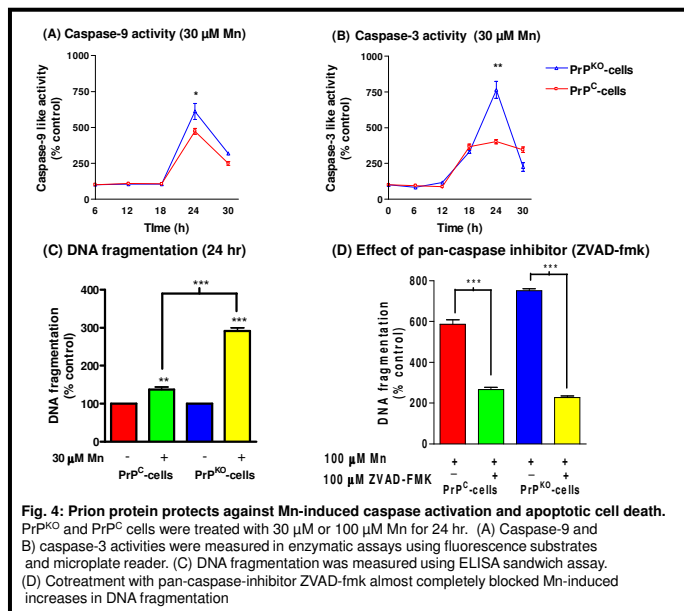 (A) Caspase-9 activity (30 µM Mn)
1000
750
500
250
0
Caspase-9 like activity
(% control)
*
6 12 18 24 30
TIme (h)
(B) Caspase-3 activity (30 µM Mn)
1000
750
500
250
0
Caspase-3 like activity
(% control)
**
0 6 12 18 24 30
Time (h)
PrPKO-cells
PrPC-cells
(C) DNA fragmentation (24 hr)
400
300
200
100
0
DNA fragmentation
(% control)
***
**
***
- + - +
30 µM Mn
PrPC-cells PrPKO-cells
(D) Effect of pan-caspase inhibitor (ZVAD-fmk)
800
600
400
200
0
DNA fragmentation
(% control)
*** ***
100 µM Mn + + + +
100 µM ZVAD-FMK – + – +
PrPC-cells PrPKO-cells
Fig. 4: Prion protein protects against Mn-induced caspase activation and apoptotic cell death.
PrPKO and PrPC cells were treated with 30 µM or 100 µM Mn for 24 hr. (A) Caspase-9 and
B) caspase-3 activities were measured in enzymatic assays using fluorescence substrates
and microplate reader. (C) DNA fragmentation was measured using ELISA sandwich assay.
(D) Cotreatment with pan-caspase-inhibitor ZVAD-fmk almost completely blocked Mn-induced
increases in DNA fragmentation